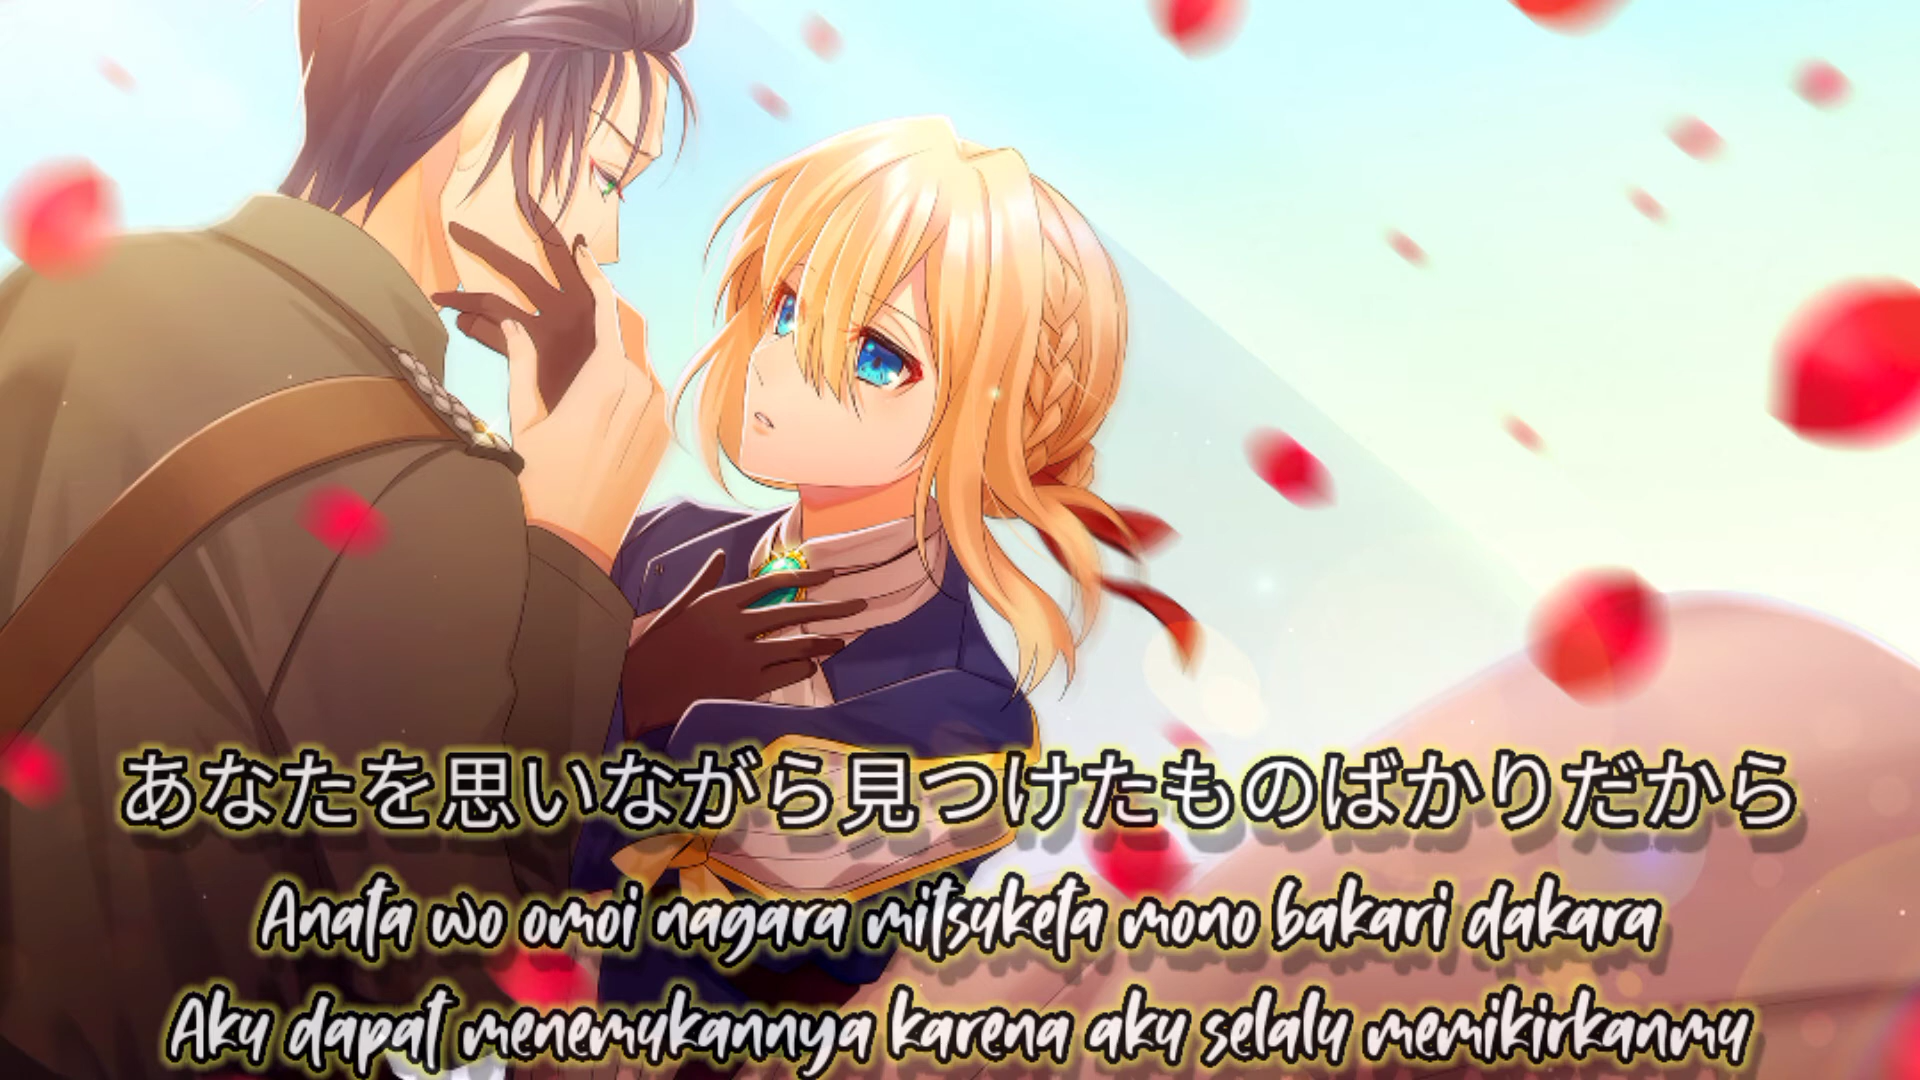 あなたを思いながら見つけたものばかりだから
Anata wo omoi nagara mitsuketa mono bakari dakara
Aku dapat menemukannya karena aku selalu memikirkanmu